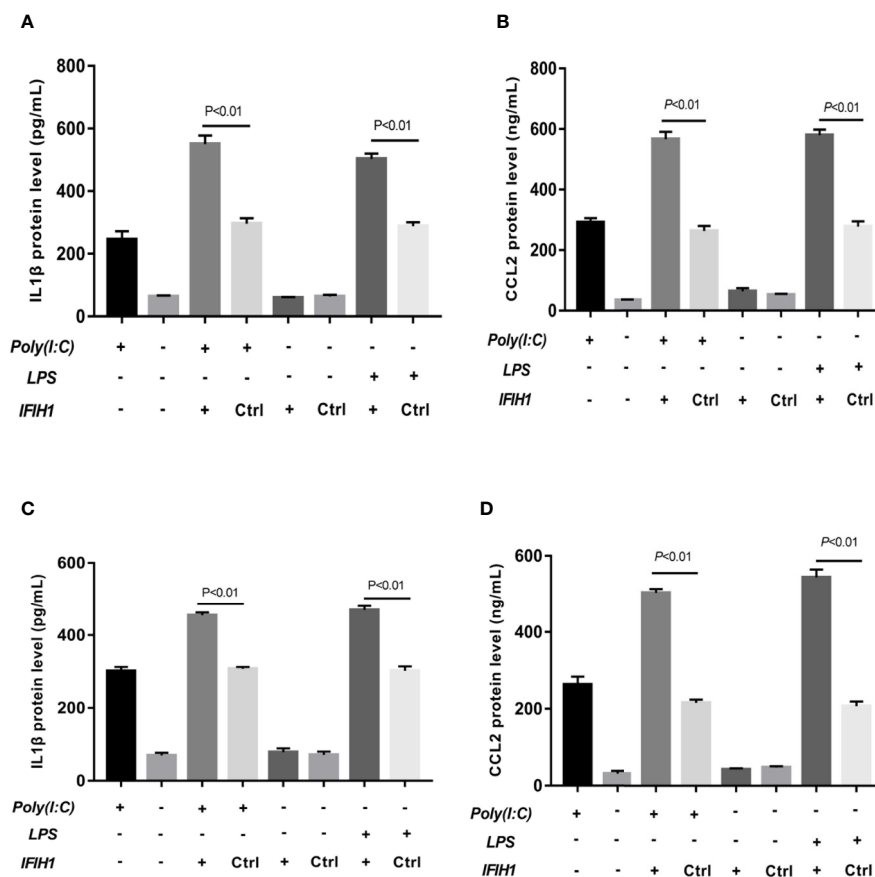 A
IL1β protein level (pg/mL)
800
600
400
200
0
P<0.01
P<0.01
Poly(I:C) + - + + - - - -
LPS - - - - - - + +
IFIH1 - - + Ctrl + Ctrl + Ctrl
B
CCL2 protein level (ng/mL)
800
600
400
200
0
P<0.01
P<0.01
Poly(I:C) + - + + - - - -
LPS - - - - - - + +
IFIH1 - - + Ctrl + Ctrl + Ctrl
C
IL1β protein level (pg/mL)
600
400
200
0
P<0.01
P<0.01
Poly(I:C) + - + + - - - -
LPS - - - - - - + +
IFIH1 - - + Ctrl + Ctrl + Ctrl
D
CCL2 protein level (ng/mL)
600
400
200
0
P<0.01
P<0.01
Poly(I:C) + - + + - - - -
LPS - - - - - - + +
IFIH1 - - + Ctrl + Ctrl + Ctrl